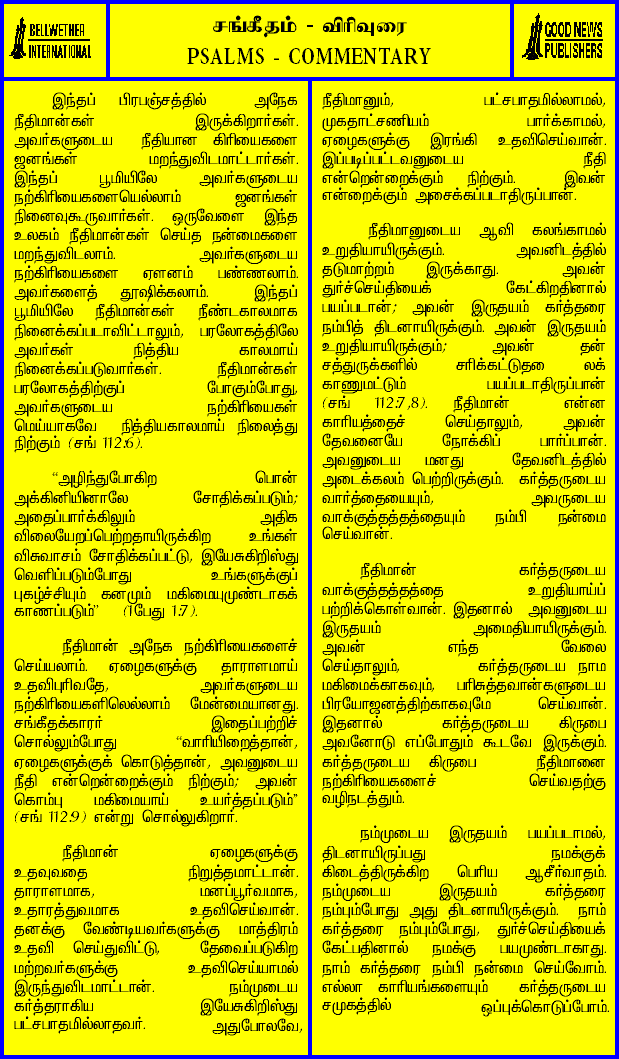 BELLWETHER
INTERNATIONAL
சங்கீதம் - விரிவுரை
PSALMS - COMMENTARY
GOOD NEWS
PUBLISHERS
இந்தப் பிரபஞ்சத்தில் அநேக
நீதிமான்கள் இருக்கிறார்கள்.
அவர்களுடைய நீதியான கிரியைகளை
ஜனங்கள் மறந்துவிடமாட்டார்கள்.
இந்தப் பூமியிலே அவர்களுடைய
நற்கிரியைகளையெல்லாம் ஜனங்கள்
நினைவுகூருவார்கள். ஒருவேளை இந்த
உலகம் நீதிமான்கள் செய்த நன்மைகளை
மறந்துவிடலாம். அவர்களுடைய
நற்கிரியைகளை ஏளனம் பண்ணலாம்.
அவர்களைத் தூஷிக்கலாம். இந்தப்
பூமியிலே நீதிமான்கள் நீண்டகாலமாக
நினைக்கப்படாவிட்டாலும், பரலோகத்திலே
அவர்கள் நித்திய காலமாய்
நினைக்கப்படுவார்கள். நீதிமான்கள்
பரலோகத்திற்குப் போகும்போது,
அவர்களுடைய நற்கிரியைகள்
மெய்யாகவே நித்தியகாலமாய் நிலைத்து
நிற்கும் (சங் 112:6).
“அழிந்துபோகிற பொன்
அக்கினியினாலே சோதிக்கப்படும்;
அதைப்பார்க்கிலும் அதிக
விலையேறப்பெற்றதாயிருக்கிற உங்கள்
விசுவாசம் சோதிக்கப்பட்டு, இயேசுகிறிஸ்து
வெளிப்படும்போது உங்களுக்குப்
புகழ்ச்சியும் கனமும் மகிமையுமுண்டாகக்
காணப்படும்” (1பேது 1:7).
நீதிமான் அநேக நற்கிரியைகளைச்
செய்யலாம். ஏழைகளுக்கு தாராளமாய்
உதவிபுரிவதே, அவர்களுடைய
நற்கிரியைகளிலெல்லாம் மேன்மையானது.
சங்கீதக்காரர் இதைப்பற்றிச்
சொல்லும்போது “வாரியிறைத்தான்,
ஏழைகளுக்குக் கொடுத்தான், அவனுடைய
நீதி என்றென்றைக்கும் நிற்கும்; அவன்
கொம்பு மகிமையாய் உயர்த்தப்படும்”
(சங் 112:9) என்று சொல்லுகிறார்.
நீதிமான் ஏழைகளுக்கு
உதவுவதை நிறுத்தமாட்டான்.
தாராளமாக, மனப்பூர்வமாக,
உதாரத்துவமாக உதவிசெய்வான்.
தனக்கு வேண்டியவர்களுக்கு மாத்திரம்
உதவி செய்துவிட்டு, தேவைப்படுகிற
மற்றவர்களுக்கு உதவிசெய்யாமல்
இருந்துவிடமாட்டான். நம்முடைய
கர்த்தராகிய இயேசுகிறிஸ்து
பட்சபாதமில்லாதவர். அதுபோலவே,
நீதிமானும், பட்சபாதமில்லாமல்,
முகதாட்சணியம் பார்க்காமல்,
ஏழைகளுக்கு இரங்கி உதவிசெய்வான்.
இப்படிப்பட்டவனுடைய நீதி
என்றென்றைக்கும் நிற்கும். இவன்
என்றைக்கும் அசைக்கப்படாதிருப்பான்.
நீதிமானுடைய ஆவி கலங்காமல்
உறுதியாயிருக்கும். அவனிடத்தில்
தடுமாற்றம் இருக்காது. அவன்
துர்ச்செய்தியைக் கேட்கிறதினால்
பயப்படான்; அவன் இருதயம் கர்த்தரை
நம்பித் திடனாயிருக்கும். அவன் இருதயம்
உறுதியாயிருக்கும்; அவன் தன்
சத்துருக்களில் சரிக்கட்டுதலைக்
காணுமட்டும் பயப்படாதிருப்பான்
(சங் 112:7,8). நீதிமான் என்ன
காரியத்தைச் செய்தாலும், அவன்
தேவனையே நோக்கிப் பார்ப்பான்.
அவனுடைய மனது தேவனிடத்தில்
அடைக்கலம் பெற்றிருக்கும். கர்த்தருடைய
வார்த்தையையும், அவருடைய
வாக்குத்தத்தத்தையும் நம்பி நன்மை
செய்வான்.
நீதிமான் கர்த்தருடைய
வாக்குத்தத்தத்தை உறுதியாய்ப்
பற்றிக்கொள்வான். இதனால் அவனுடைய
இருதயம் அமைதியாயிருக்கும்.
அவன் எந்த வேலை
செய்தாலும், கர்த்தருடைய நாம
மகிமைக்காகவும், பரிசுத்தவான்களுடைய
பிரயோஜனத்திற்காகவுமே செய்வான்.
இதனால் கர்த்தருடைய கிருபை
அவனோடு எப்போதும் கூடவே இருக்கும்.
கர்த்தருடைய கிருபை நீதிமானை
நற்கிரியைகளைச் செய்வதற்கு
வழிநடத்தும்.
நம்முடைய இருதயம் பயப்படாமல்,
திடனாயிருப்பது நமக்குக்
கிடைத்திருக்கிற பெரிய ஆசீர்வாதம்.
நம்முடைய இருதயம் கர்த்தரை
நம்பும்போது அது திடனாயிருக்கும். நாம்
கர்த்தரை நம்பும்போது, துர்ச்செய்தியைக்
கேட்பதினால் நமக்கு பயமுண்டாகாது.
நாம் கர்த்தரை நம்பி நன்மை செய்வோம்.
எல்லா காரியங்களையும் கர்த்தருடைய
சமுகத்தில் ஒப்புக்கொடுப்போம்.